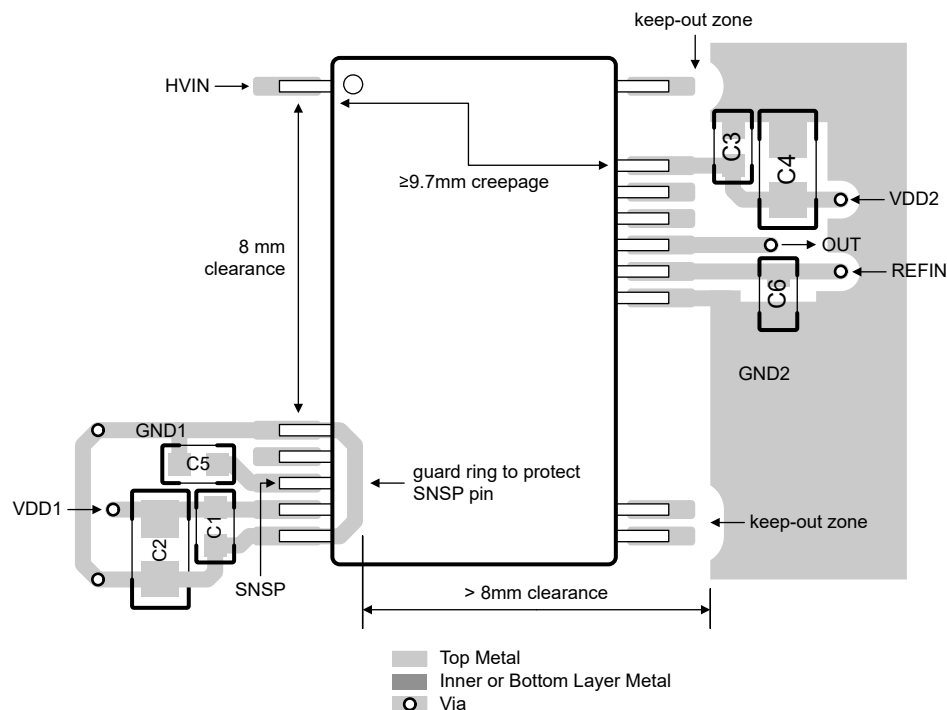 keep-out zone
HVIN
C3
C4
≥9.7mm creepage
VDD2
8 mm
clearance
OUT
REFIN
C6
GND2
GND1
C5
guard ring to protect
SNSP pin
VDD1
C1
C2
keep-out zone
SNSP
> 8mm clearance
Top Metal
Inner or Bottom Layer Metal
Via